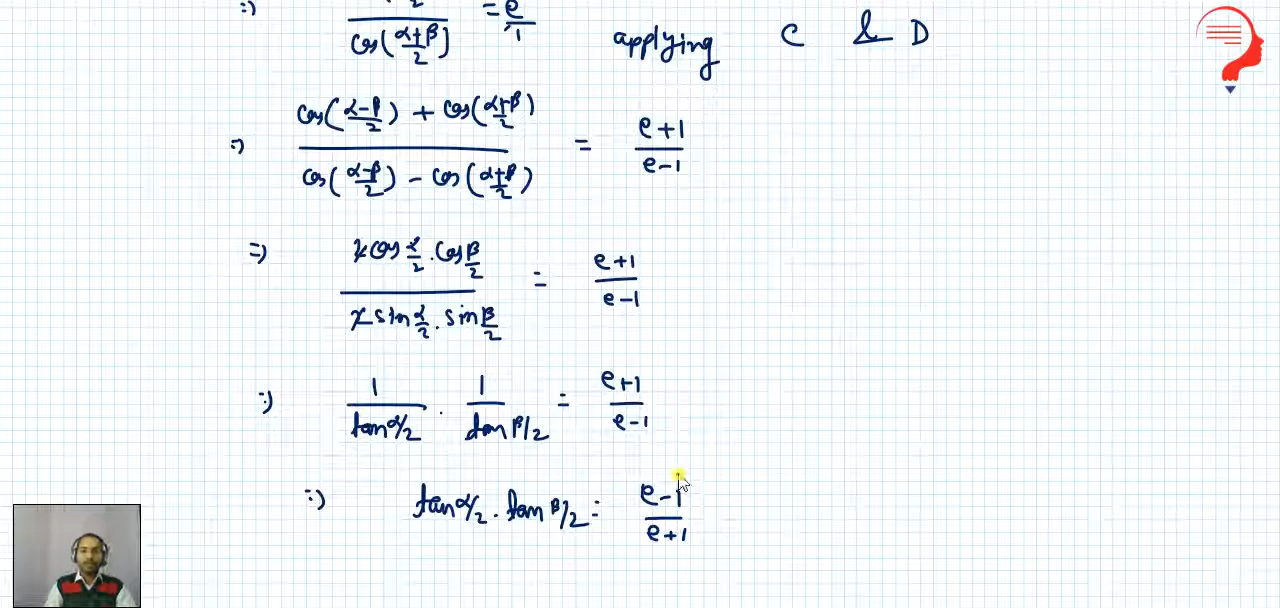 ⇒ cos(α+β/2) = e/1 applying C & D
⇒ cos(α-β/2) + cos(α+β/2) / cos(α-β/2) - cos(α+β/2) = e+1/e-1
⇒ 2cos α/2 . cos β/2 / 2 sin α/2 . sin β/2 = e+1/e-1
⇒ 1/tan α/2 . 1/tan β/2 = e+1/e-1
⇒ tan α/2 . tan β/2 = e-1/e+1